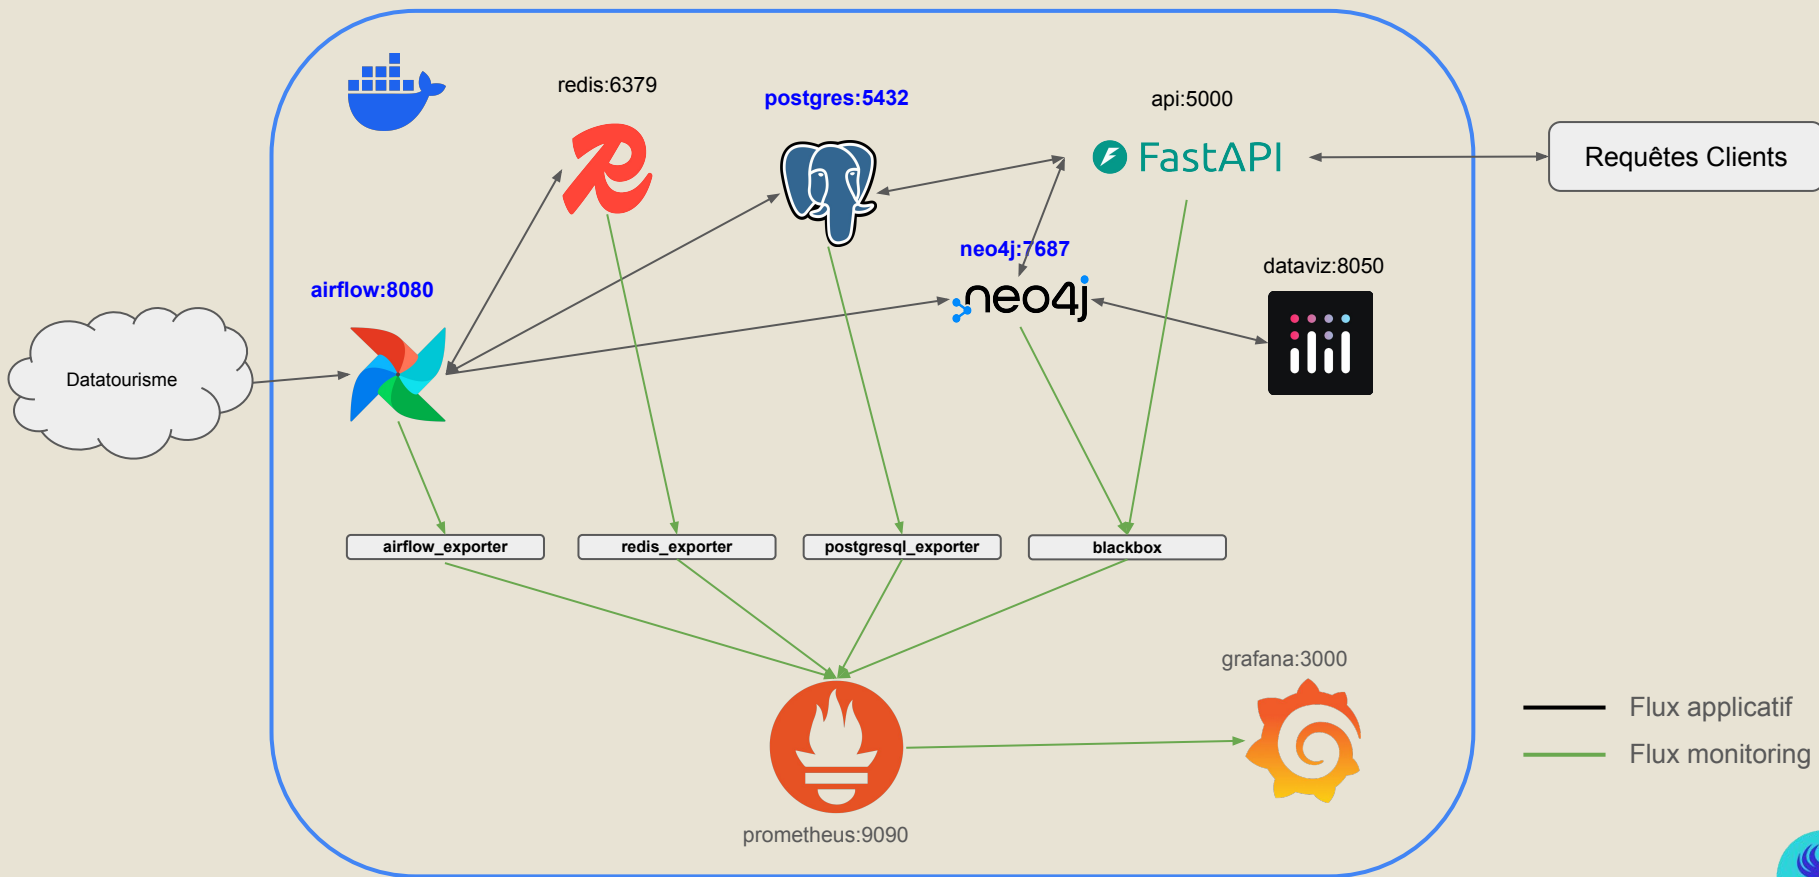 redis:6379
postgres:5432
api:5000
FastAPI
Requêtes Clients
neo4j:7687
dataviz:8050
airflow:8080
neo4j
Datatourisme
airflow_exporter
redis_exporter
postgresql_exporter
blackbox
grafana:3000
Flux applicatif
Flux monitoring
prometheus:9090